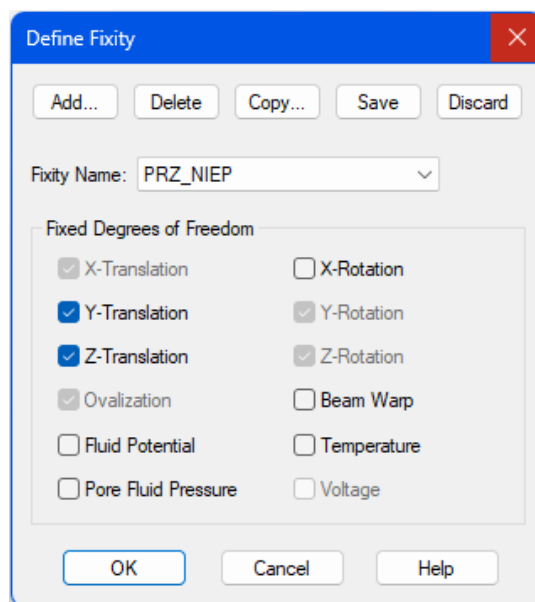 Define Fixity
Add... Delete Copy... Save Discard
Fixity Name: PRZ_NIEP
Fixed Degrees of Freedom
X-Translation X-Rotation
Y-Translation Y-Rotation
Z-Translation Z-Rotation
Ovalization Beam Warp
Fluid Potential Temperature
Pore Fluid Pressure Voltage
OK Cancel Help